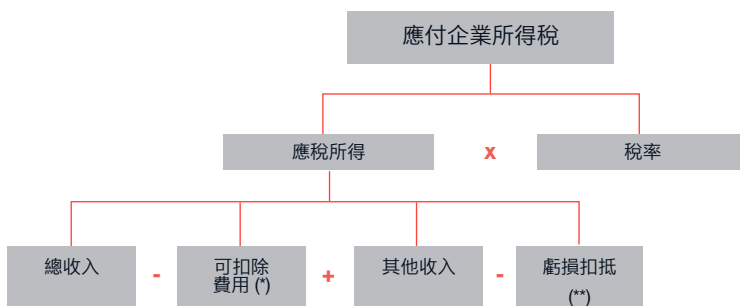 應付企業所得稅
應稅所得 x 稅率
總收入 - 可扣除 + 其他收入 - 虧損扣抵
費用 (*)
(**)